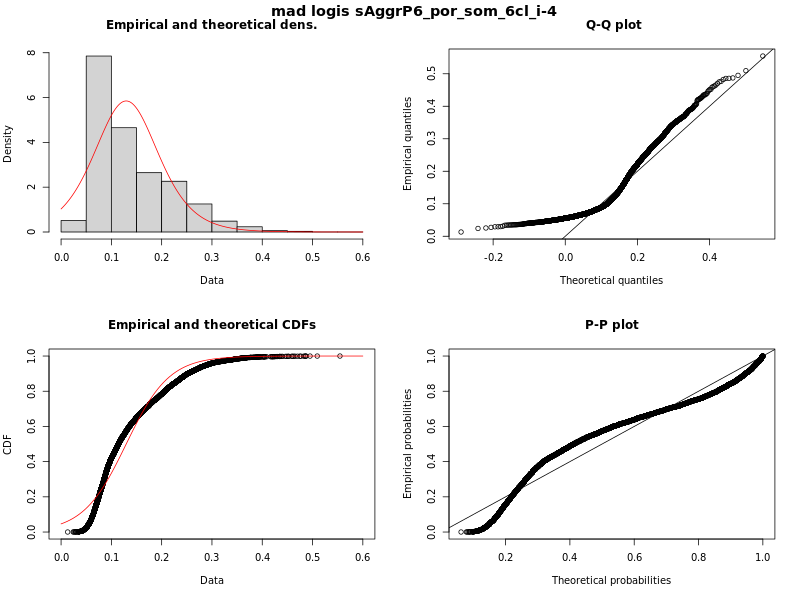 mad logis sAggrP6_por_som_6cl_i-4
Empirical and theoretical dens.
Density
0 2 4 6 8
0.0 0.1 0.2 0.3 0.4 0.5 0.6
Data
Q-Q plot
Empirical quantiles
0.0 0.1 0.2 0.3 0.4 0.5
-0.2 0.0 0.2 0.4
Theoretical quantiles
Empirical and theoretical CDFs
CDF
0.0 0.2 0.4 0.6 0.8 1.0
0.0 0.1 0.2 0.3 0.4 0.5 0.6
Data
P-P plot
Empirical probabilities
0.0 0.2 0.4 0.6 0.8 1.0
0.2 0.4 0.6 0.8 1.0
Theoretical probabilities